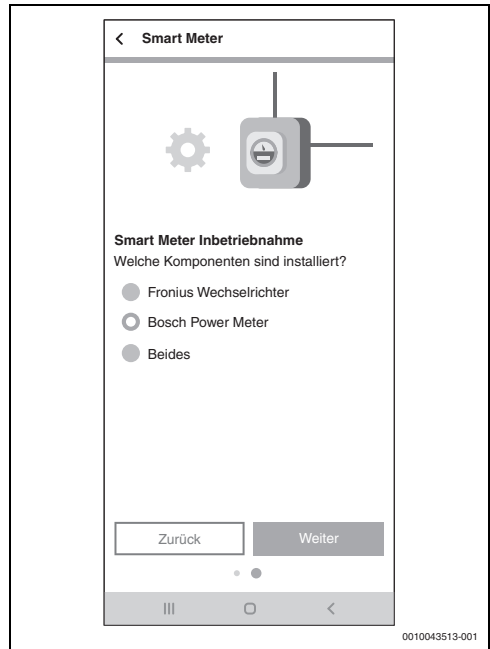 Smart Meter
Smart Meter Inbetriebnahme
Welche Komponenten sind installiert?
Fronius Wechselrichter
Bosch Power Meter
Beides
Zurück
Weiter
0010043513-001